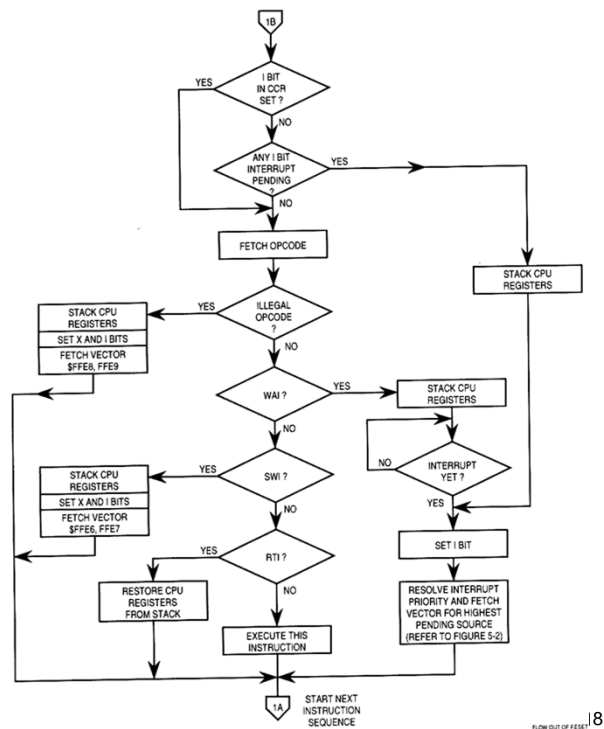 1B
I BIT
IN CCR
SET ?
YES
NO
ANY I BIT
INTERRUPT
PENDING
?
YES
NO
FETCH OPCODE
STACK CPU
REGISTERS
ILLEGAL
OPCODE
?
YES
NO
STACK CPU
REGISTERS
SET X AND I BITS
FETCH VECTOR
$FFE8, FFE9
WAI ?
YES
NO
STACK CPU
REGISTERS
INTERRUPT
YET ?
NO
YES
SWI ?
YES
NO
STACK CPU
REGISTERS
SET X AND I BITS
FETCH VECTOR
$FFE6, FFE7
SET I BIT
RTI ?
YES
NO
RESTORE CPU
REGISTERS
FROM STACK
EXECUTE THIS
INSTRUCTION
RESOLVE INTERRUPT
PRIORITY AND FETCH
VECTOR FOR HIGHEST
PENDING SOURCE
(REFER TO FIGURE 5-2)
1A
START NEXT
INSTRUCTION
SEQUENCE
FLOW OUT OF RESET
8